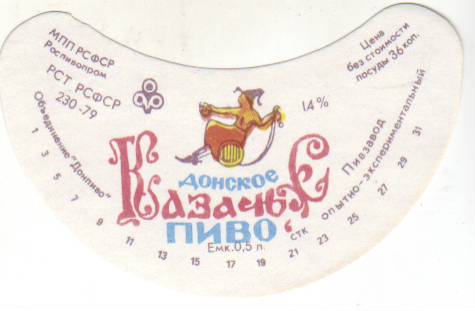 МПП РСФСР
Росливопром
РСТ РСФСР
230-79
Объединение "Донпиво"
14%
Цена
без стоимости
посуды 36 коп.
Пивзавод
опытно-экспериментальный
ДОНСКОЕ
КАЗАЧЬЕ
ПИВО
СТК
Емк. 0,5 л.
1 3 5 7 9 11 13 15 17 19 21 23 25 27 29 31